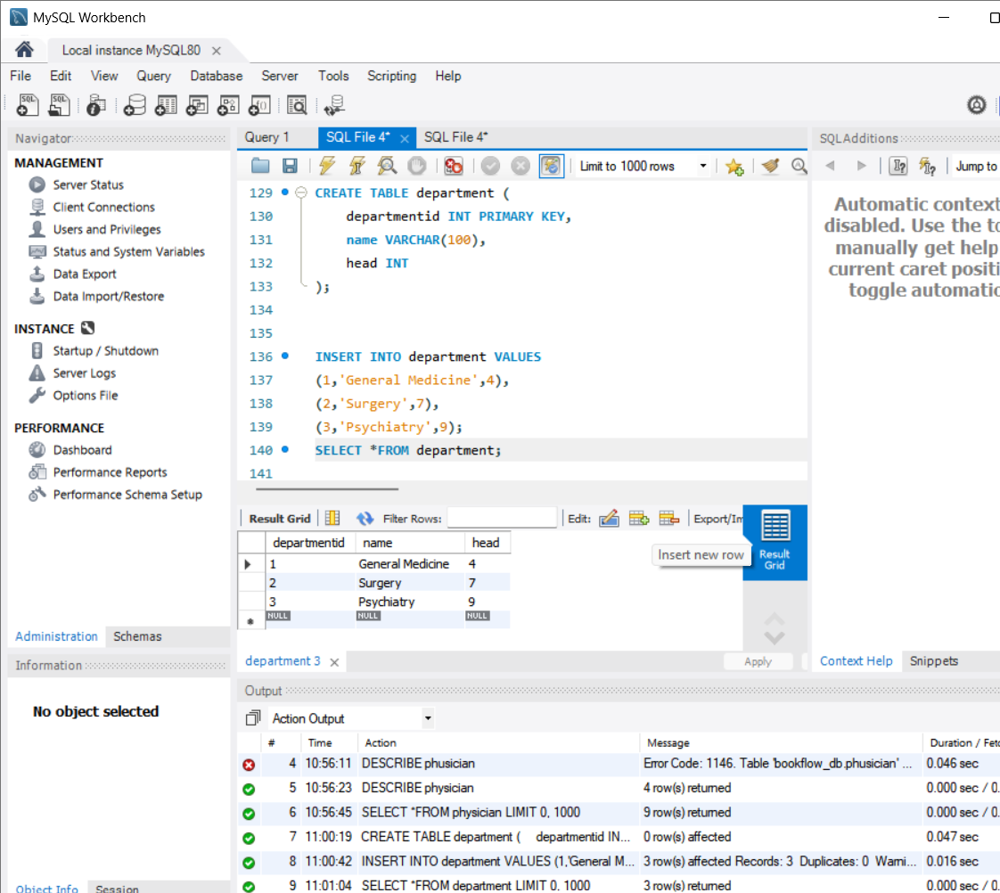 MySQL Workbench
Local instance MySQL80
File Edit View Query Database Server Tools Scripting Help
Navigator
MANAGEMENT
Server Status
Client Connections
Users and Privileges
Status and System Variables
Data Export
Data Import/Restore
INSTANCE
Startup / Shutdown
Server Logs
Options File
PERFORMANCE
Dashboard
Performance Reports
Performance Schema Setup
Administration Schemas
Information
No object selected
Object Info Session
Query 1 SQL File 4* SQL File 4*
Limit to 1000 rows
129 CREATE TABLE department (
130 departmentid INT PRIMARY KEY,
131 name VARCHAR(100),
132 head INT
133 );
134
135
136 INSERT INTO department VALUES
137 (1,'General Medicine',4),
138 (2,'Surgery',7),
139 (3,'Psychiatry',9);
140 SELECT *FROM department;
141
Result Grid Filter Rows: Edit: Export/Im
departmentid name head
1 General Medicine 4
2 Surgery 7
3 Psychiatry 9
NULL NULL NULL
Insert new row
Result
Grid
department 3
Apply
SQLAdditions
Jump to
Automatic context
disabled. Use the to
manually get help
current caret positi
toggle automatic
Context Help Snippets
Output
Action Output
# Time Action Message Duration / Fetc
4 10:56:11 DESCRIBE phusician Error Code: 1146. Table 'bookflow_db.phusician' ... 0.046 sec
5 10:56:23 DESCRIBE physician 4 row(s) returned 0.000 sec / 0.
6 10:56:45 SELECT *FROM physician LIMIT 0, 1000 9 row(s) returned 0.000 sec / 0.
7 11:00:19 CREATE TABLE department ( departmentid IN... 0 row(s) affected 0.047 sec
8 11:00:42 INSERT INTO department VALUES (1,'General M... 3 row(s) affected Records: 3 Duplicates: 0 Warni... 0.016 sec
9 11:01:04 SELECT *FROM department LIMIT 0, 1000 3 row(s) returned 0.000 sec / 0.